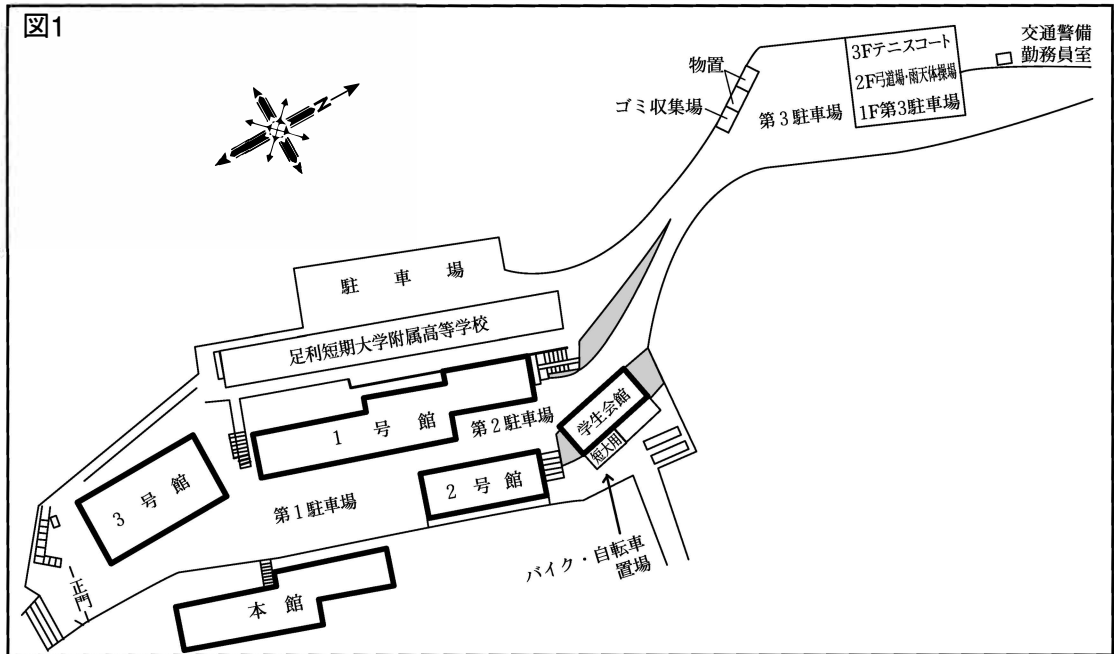 図1
N
3Fテニスコート
2F弓道場・雨天体操場
1F第3駐車場
交通警備
勤務員室
物置
ゴミ収集場
第3駐車場
駐車場
足利短期大学附属高等学校
1号館
第2駐車場
学生会館
短大用
2号館
3号館
第1駐車場
バイク・自転車
置場
正門
本館